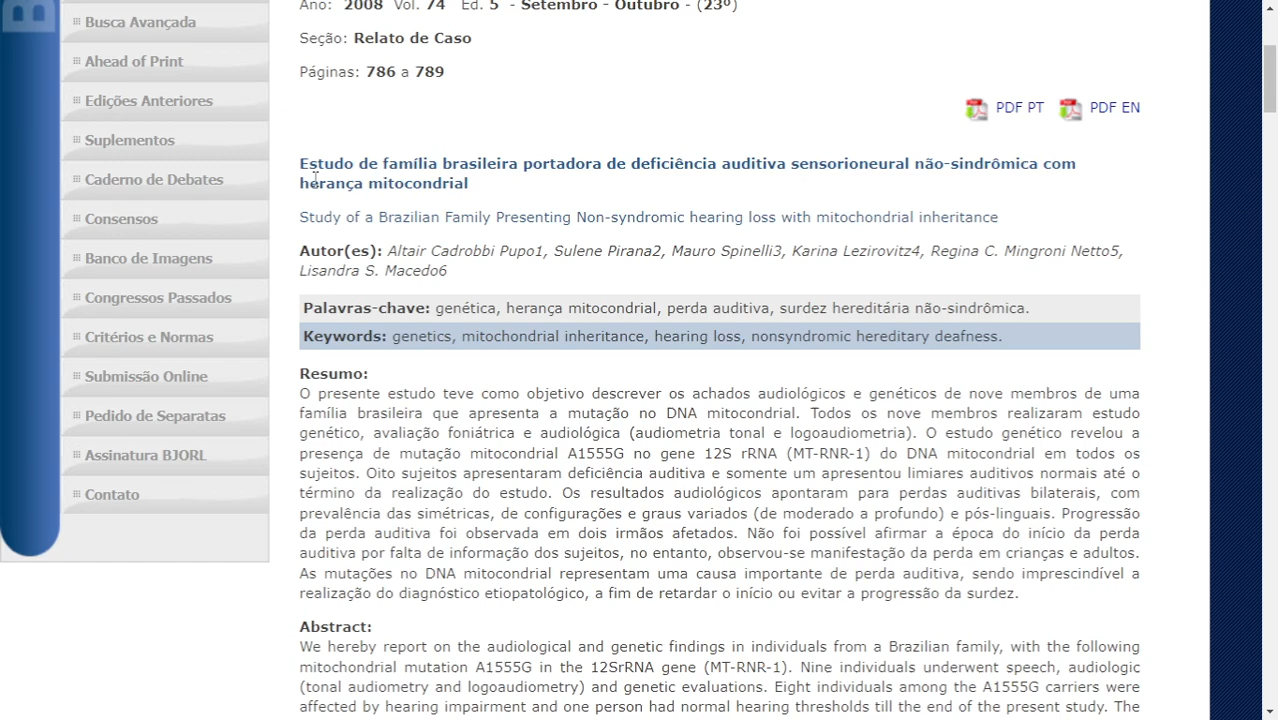 Busca Avançada
Ahead of Print
Edições Anteriores
Suplementos
Caderno de Debates
Consensos
Banco de Imagens
Congressos Passados
Critérios e Normas
Submissão Online
Pedido de Separatas
Assinatura BJORL
Contato
Ano: 2008 Vol. 74 Ed. 5 - Setembro - Outubro - (23º)
Seção: Relato de Caso
Páginas: 786 a 789
PDF PT PDF EN
Estudo de família brasileira portadora de deficiência auditiva sensorioneural não-sindrômica com
herança mitocondrial
Study of a Brazilian Family Presenting Non-syndromic hearing loss with mitochondrial inheritance
Autor(es): Altair Cadrobbi Pupo1, Sulene Pirana2, Mauro Spinelli3, Karina Lezirovitz4, Regina C. Mingroni Netto5,
Lisandra S. Macedo6
Palavras-chave: genética, herança mitocondrial, perda auditiva, surdez hereditária não-sindrômica.
Keywords: genetics, mitochondrial inheritance, hearing loss, nonsyndromic hereditary deafness.
Resumo:
O presente estudo teve como objetivo descrever os achados audiológicos e genéticos de nove membros de uma
família brasileira que apresenta a mutação no DNA mitocondrial. Todos os nove membros realizaram estudo
genético, avaliação foniátrica e audiológica (audiometria tonal e logoaudiometria). O estudo genético revelou a
presença de mutação mitocondrial A1555G no gene 12S rRNA (MT-RNR-1) do DNA mitocondrial em todos os
sujeitos. Oito sujeitos apresentaram deficiência auditiva e somente um apresentou limiares auditivos normais até o
término da realização do estudo. Os resultados audiológicos apontaram para perdas auditivas bilaterais, com
prevalência das simétricas, de configurações e graus variados (de moderado a profundo) e pós-linguais. Progressão
da perda auditiva foi observada em dois irmãos afetados. Não foi possível afirmar a época do início da perda
auditiva por falta de informação dos sujeitos, no entanto, observou-se manifestação da perda em crianças e adultos.
As mutações no DNA mitocondrial representam uma causa importante de perda auditiva, sendo imprescindível a
realização do diagnóstico etiopatológico, a fim de retardar o início ou evitar a progressão da surdez.
Abstract:
We hereby report on the audiological and genetic findings in individuals from a Brazilian family, with the following
mitochondrial mutation A1555G in the 12SrRNA gene (MT-RNR-1). Nine individuals underwent speech, audiologic
(tonal audiometry and logoaudiometry) and genetic evaluations. Eight individuals among the A1555G carriers were
affected by hearing impairment and one person had normal hearing thresholds till the end of the present study. The